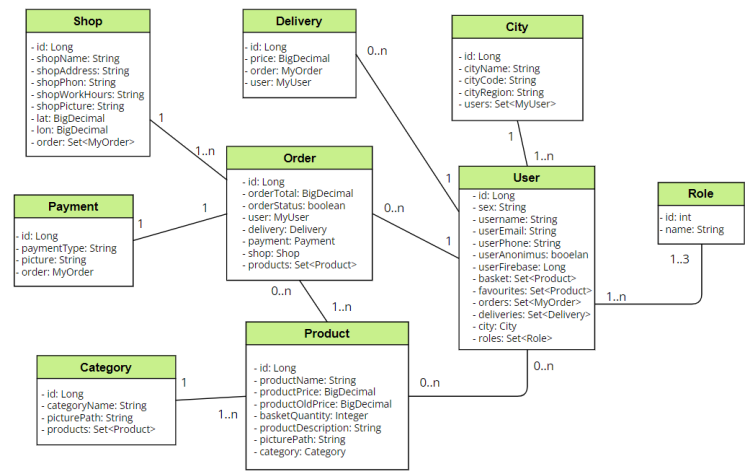 Shop
- id: Long
- shopName: String
- shopAddress: String
- shopPhon: String
- shopWorkHours: String
- shopPicture: String
- lat: BigDecimal
- lon: BigDecimal
- order: Set<MyOrder>
Delivery
- id: Long
- price: BigDecimal
- order: MyOrder
- user: MyUser
City
- id: Long
- cityName: String
- cityCode: String
- cityRegion: String
- users: Set<MyUser>
0..n
1
1..n
1
1..n
1
Order
- id: Long
- orderTotal: BigDecimal
- orderStatus: boolean
- user: MyUser
- delivery: Delivery
- payment: Payment
- shop: Shop
- products: Set<Product>
User
- id: Long
- sex: String
- username: String
- userEmail: String
- userPhone: String
- userAnonimus: booelan
- userFirebase: Long
- basket: Set<Product>
- favourites: Set<Product>
- orders: Set<MyOrder>
- deliveries: Set<Delivery>
- city: City
- roles: Set<Role>
Role
- id: int
- name: String
Payment
- id: Long
- paymentType: String
- picture: String
- order: MyOrder
1
1
0..n
1
1..3
1..n
0..n
1..n
Product
- id: Long
- productName: String
- productPrice: BigDecimal
- productOldPrice: BigDecimal
- basketQuantity: Integer
- productDescription: String
- picturePath: String
- category: Category
Category
- id: Long
- categoryName: String
- picturePath: String
- products: Set<Product>
1
1..n
0..n
0..n